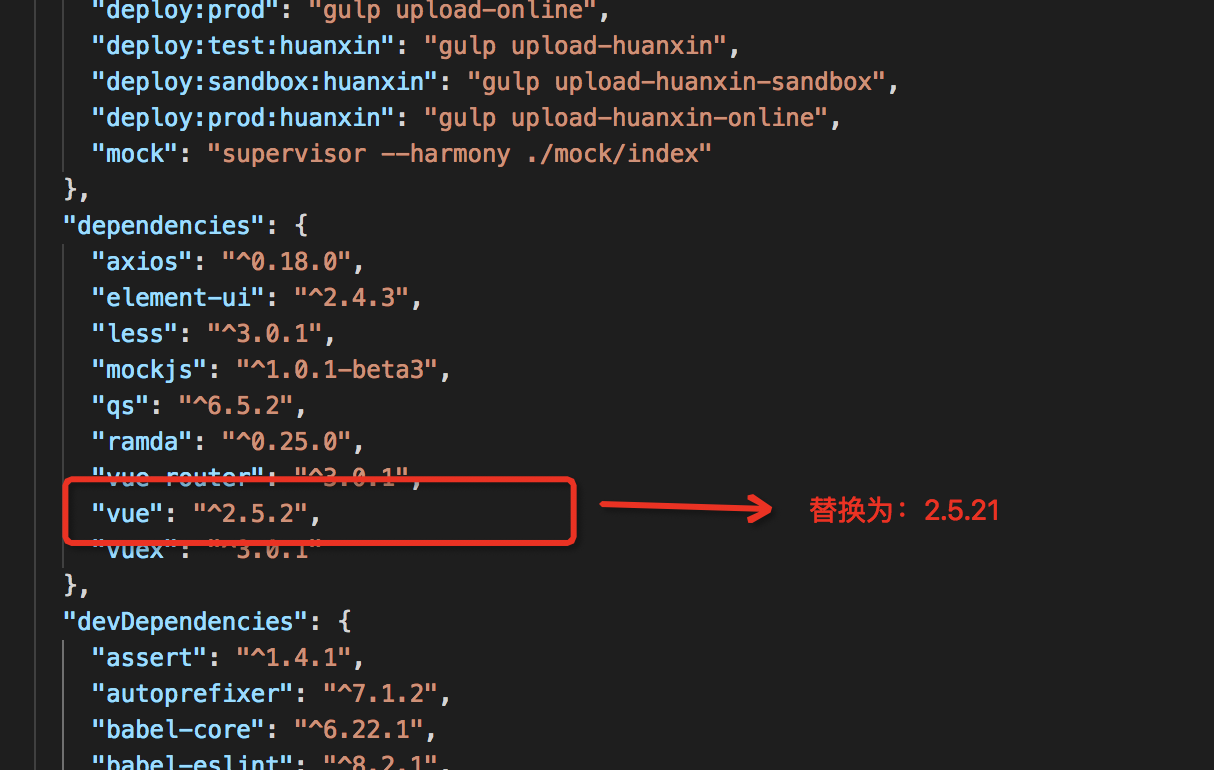 "deploy:prod": "gulp upload-online",
"deploy:test:huanxin": "gulp upload-huanxin",
"deploy:sandbox:huanxin": "gulp upload-huanxin-sandbox",
"deploy:prod:huanxin": "gulp upload-huanxin-online",
"mock": "supervisor --harmony ./mock/index"
},
"dependencies": {
"axios": "^0.18.0",
"element-ui": "^2.4.3",
"less": "^3.0.1",
"mockjs": "^1.0.1-beta3",
"qs": "^6.5.2",
"ramda": "^0.25.0",
"vue-router": "^3.0.1",
"vue": "^2.5.2",
替换为：2.5.21
"vuex": "^3.0.1"
},
"devDependencies": {
"assert": "^1.4.1",
"autoprefixer": "^7.1.2",
"babel-core": "^6.22.1",
"babel-eslint": "^8.2.1",